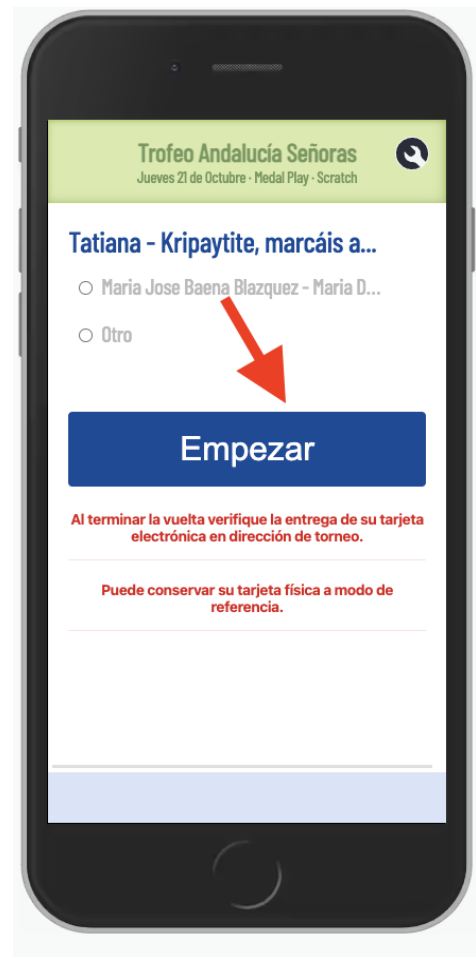 Trofeo Andalucía Señoras
Jueves 21 de Octubre · Medal Play · Scratch
Tatiana - Kripaytite, marcáis a...
Maria Jose Baena Blazquez - Maria D...
Otro
Empezar
Al terminar la vuelta verifique la entrega de su tarjeta
electrónica en dirección de torneo.
Puede conservar su tarjeta física a modo de
referencia.